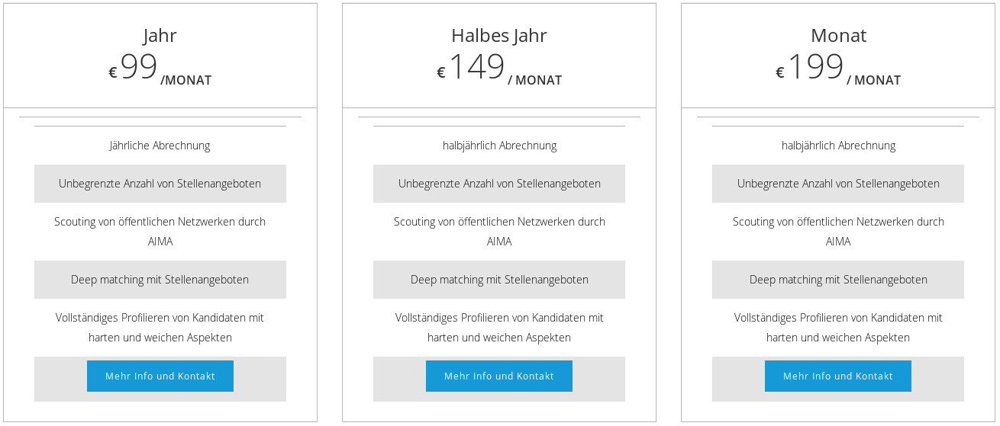 Jahr
€ 99 /MONAT
Jährliche Abrechnung
Unbegrenzte Anzahl von Stellenangeboten
Scouting von öffentlichen Netzwerken durch
AIMA
Deep matching mit Stellenangeboten
Vollständiges Profilieren von Kandidaten mit
harten und weichen Aspekten
Mehr Info und Kontakt
Halbes Jahr
€ 149 / MONAT
halbjährlich Abrechnung
Unbegrenzte Anzahl von Stellenangeboten
Scouting von öffentlichen Netzwerken durch
AIMA
Deep matching mit Stellenangeboten
Vollständiges Profilieren von Kandidaten mit
harten und weichen Aspekten
Mehr Info und Kontakt
Monat
€ 199 / MONAT
halbjährlich Abrechnung
Unbegrenzte Anzahl von Stellenangeboten
Scouting von öffentlichen Netzwerken durch
AIMA
Deep matching mit Stellenangeboten
Vollständiges Profilieren von Kandidaten mit
harten und weichen Aspekten
Mehr Info und Kontakt